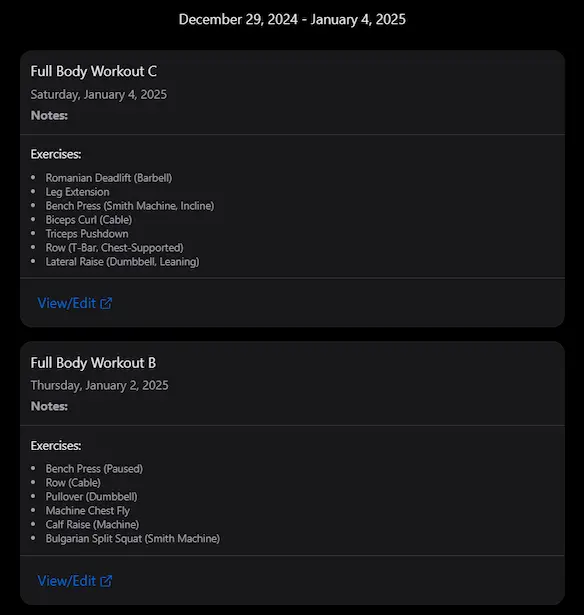 December 29, 2024 - January 4, 2025
Full Body Workout C
Saturday, January 4, 2025
Notes:
Exercises:
Romanian Deadlift (Barbell)
Leg Extension
Bench Press (Smith Machine, Incline)
Biceps Curl (Cable)
Triceps Pushdown
Row (T-Bar, Chest-Supported)
Lateral Raise (Dumbbell, Leaning)
View/Edit
Full Body Workout B
Thursday, January 2, 2025
Notes:
Exercises:
Bench Press (Paused)
Row (Cable)
Pullover (Dumbbell)
Machine Chest Fly
Calf Raise (Machine)
Bulgarian Split Squat (Smith Machine)
View/Edit